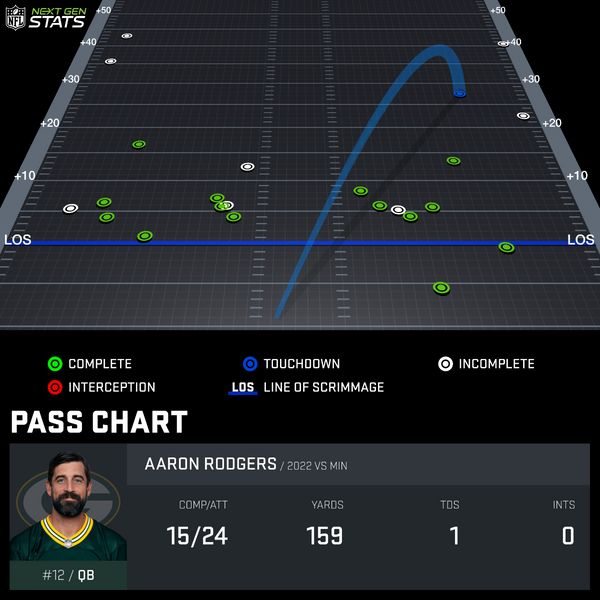 NFL NEXT GEN
STATS
+50
+40 +40
+30 +30
+20 +20
+10 +10
LOS LOS
COMPLETE TOUCHDOWN INCOMPLETE
INTERCEPTION LOS LINE OF SCRIMMAGE
PASS CHART
AARON RODGERS / 2022 VS MIN
COMP/ATT YARDS TDS INTS
15/24 159 1 0
#12 / QB